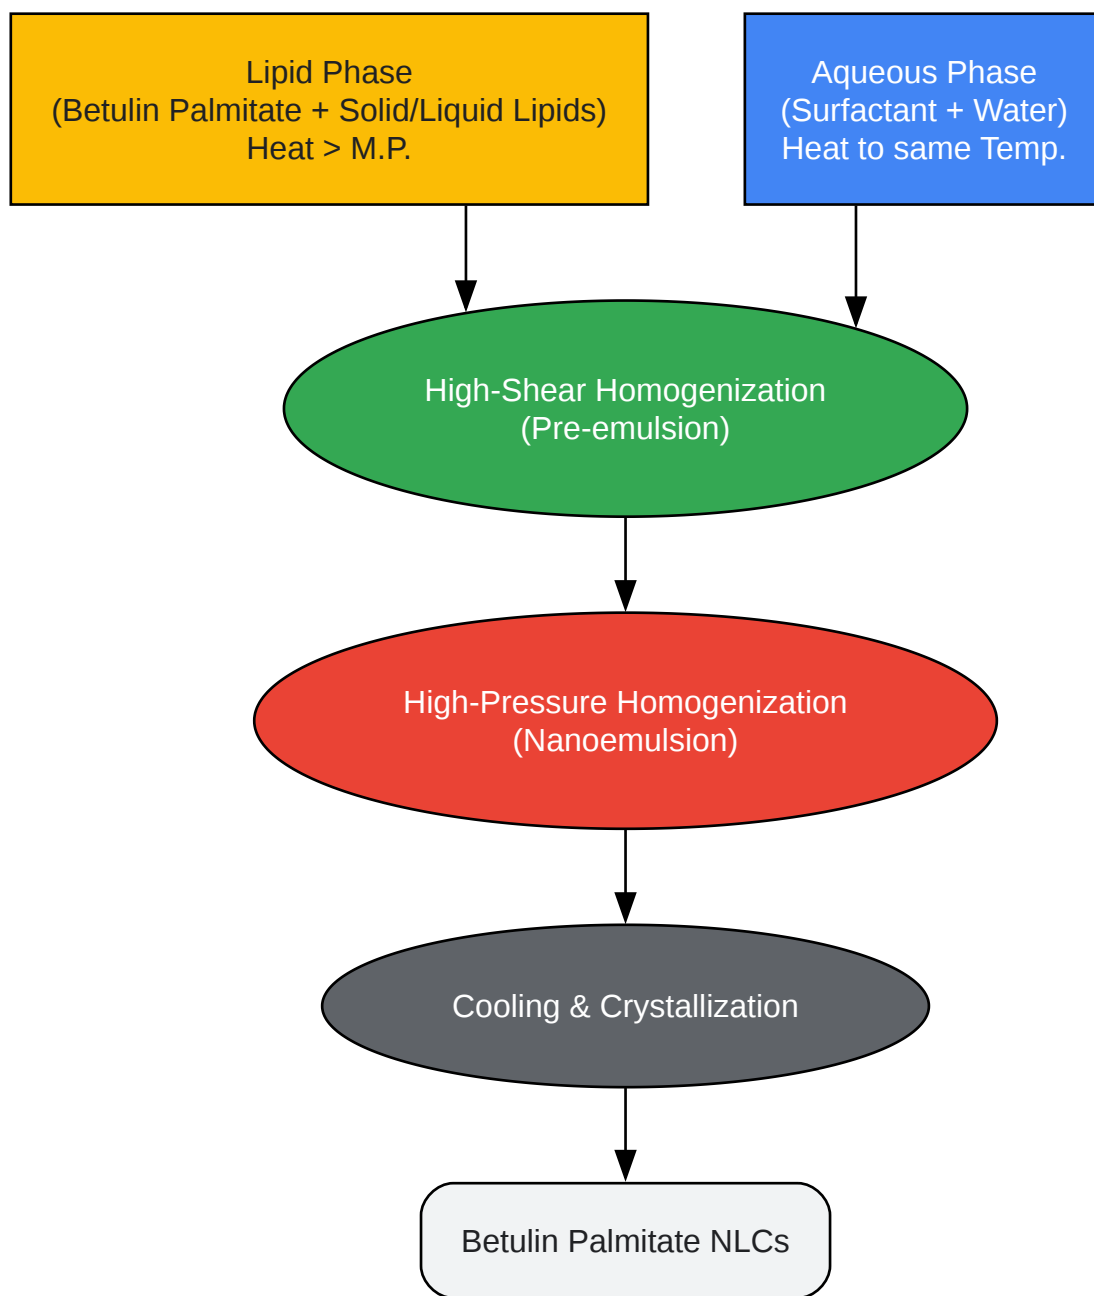 Lipid Phase
(Betulin Palmitate + Solid/Liquid Lipids)
Heat > M.P.
Aqueous Phase
(Surfactant + Water)
Heat to same Temp.
High-Shear Homogenization
(Pre-emulsion)
High-Pressure Homogenization
(Nanoemulsion)
Cooling & Crystallization
Betulin Palmitate NLCs